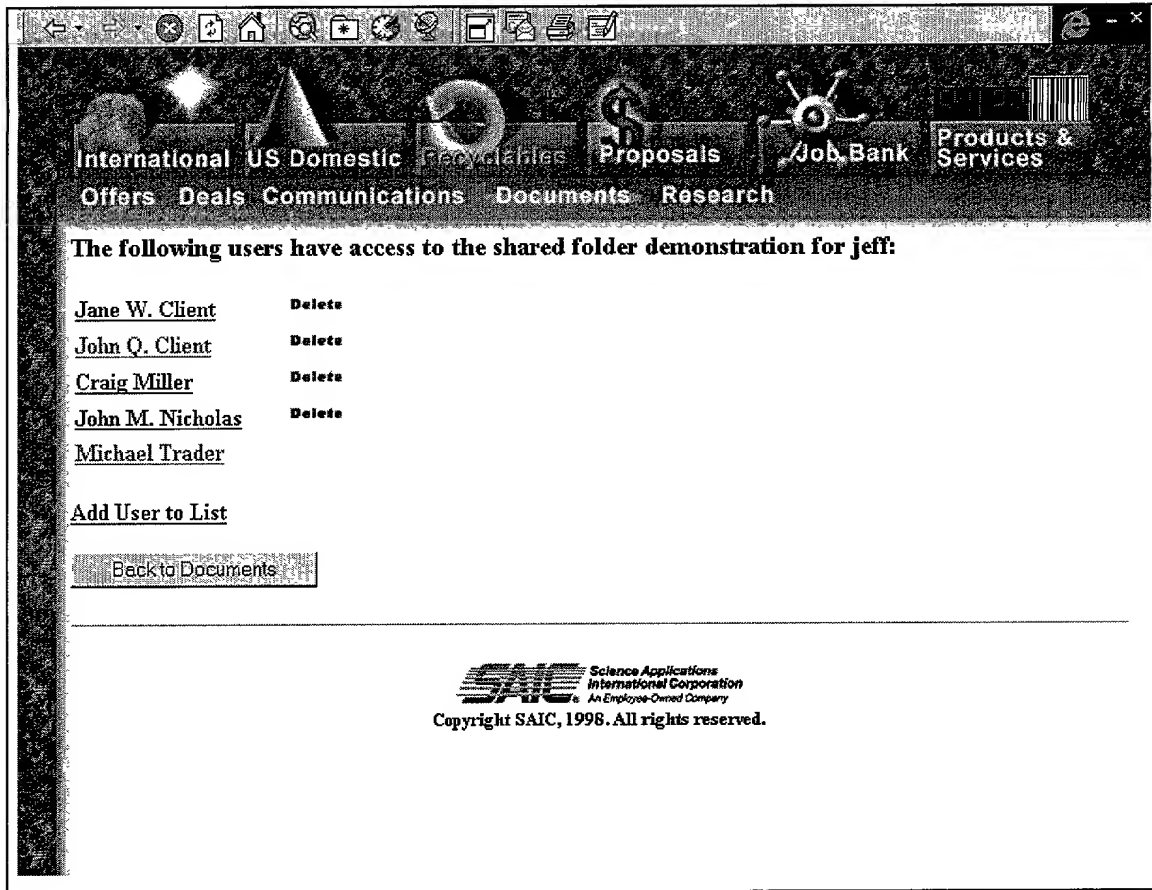 International US Domestic Recyclables Proposals Job Bank Products & Services
Offers Deals Communications Documents Research
The following users have access to the shared folder demonstration for jeff:
Jane W. Client Delete
John Q. Client Delete
Craig Miller Delete
John M. Nicholas Delete
Michael Trader
Add User to List
Back to Documents
SAIC Science Applications
International Corporation
An Employee-Owned Company
Copyright SAIC, 1998. All rights reserved.